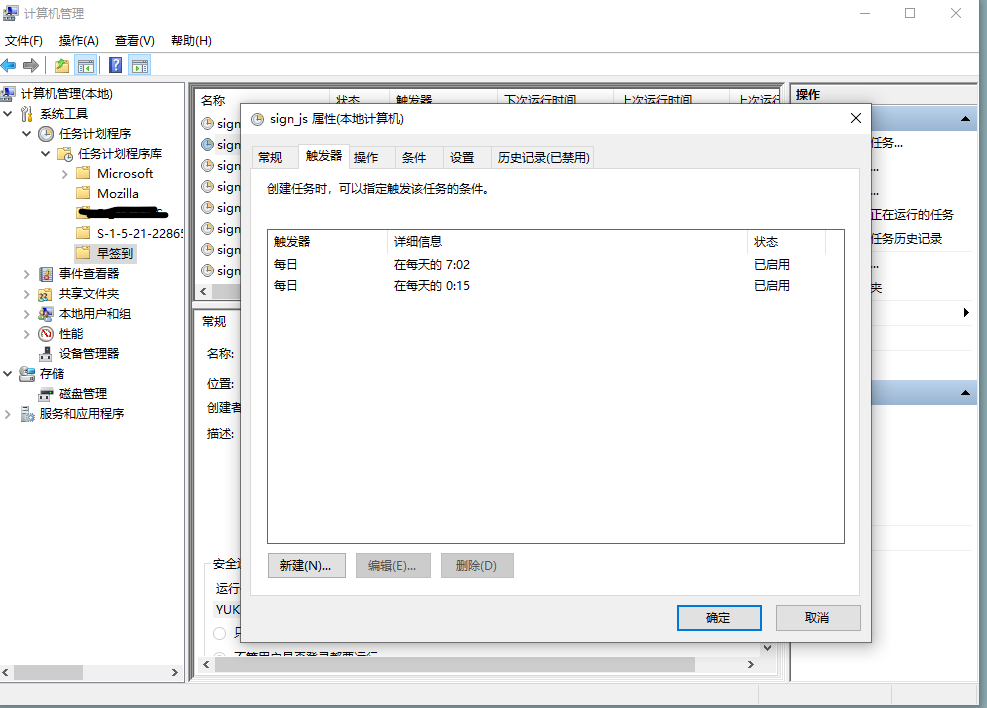 计算机管理
文件(F) 操作(A) 查看(V) 帮助(H)
计算机管理(本地)
系统工具
任务计划程序
任务计划程序库
Microsoft
Mozilla
S-1-5-21-22865
早签到
事件查看器
共享文件夹
本地用户和组
性能
设备管理器
存储
磁盘管理
服务和应用程序
名称 状态 触发器 下次运行时间 上次运行时间 上次运行
sign
sign
sign
sign
sign
sign
sign
sign
常规
名称:
位置:
创建者
描述:
安全
运行
YUK
不管用户是否登录都要运行
sign_js 属性(本地计算机)
常规 触发器 操作 条件 设置 历史记录(已禁用)
创建任务时，可以指定触发该任务的条件。
触发器 详细信息 状态
每日 在每天的 7:02 已启用
每日 在每天的 0:15 已启用
新建(N)... 编辑(E)... 删除(D)
确定 取消
操作
任务...
...
...
正在运行的任务
任务历史记录
...
夹